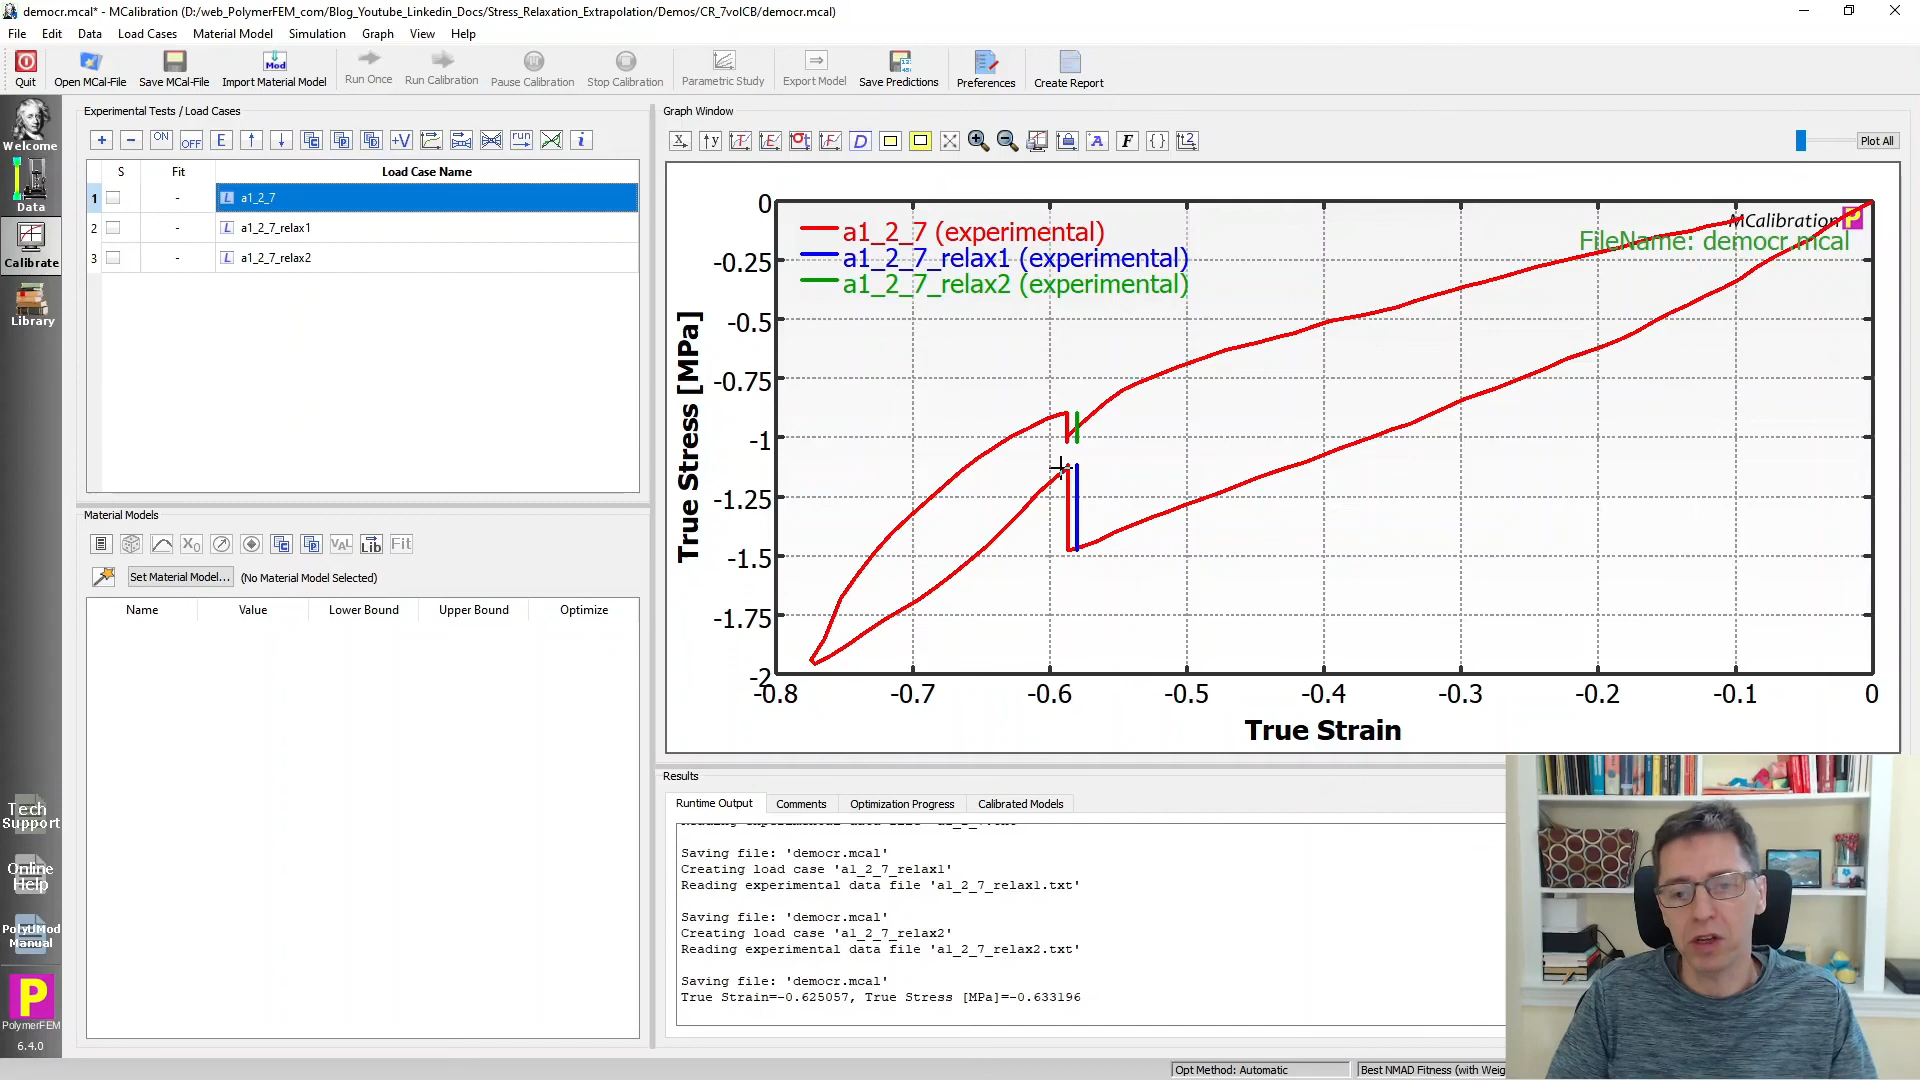 democr.mcal* - MCalibration (D:/web_PolymerFEM_com/Blog_Youtube_Linkedin_Docs/Stress_Relaxation_Extrapolation/Demos/CR_7volCB/democr.mcal)
File Edit Data Load Cases Material Model Simulation Graph View Help
Quit Open MCal-File Save MCal-File Import Material Model Run Once Run Calibration Pause Calibration Stop Calibration Parametric Study Export Model Save Predictions Preferences Create Report
Welcome
Data
Calibrate
Library
Tech Support
Online Help
PolyUMod Manual
PolymerFEM
6.4.0
Experimental Tests / Load Cases
+ - ON OFF E +V run i
S Fit Load Case Name
1 - L a1_2_7
2 - L a1_2_7_relax1
3 - L a1_2_7_relax2
Material Models
X0 VAL Lib Fit
Set Material Model... (No Material Model Selected)
Name Value Lower Bound Upper Bound Optimize
Graph Window
Plot All
MCalibration P
FileName: democr.mcal
a1_2_7 (experimental)
a1_2_7_relax1 (experimental)
a1_2_7_relax2 (experimental)
True Stress [MPa]
0
-0.25
-0.5
-0.75
-1
-1.25
-1.5
-1.75
-2
-0.8 -0.7 -0.6 -0.5 -0.4 -0.3 -0.2 -0.1 0
True Strain
Results
Runtime Output Comments Optimization Progress Calibrated Models
Saving file: 'democr.mcal'
Creating load case 'a1_2_7_relax1'
Reading experimental data file 'a1_2_7_relax1.txt'
Saving file: 'democr.mcal'
Creating load case 'a1_2_7_relax2'
Reading experimental data file 'a1_2_7_relax2.txt'
Saving file: 'democr.mcal'
True Strain=-0.625057, True Stress [MPa]=-0.633196
Opt Method: Automatic Best NMAD Fitness (with